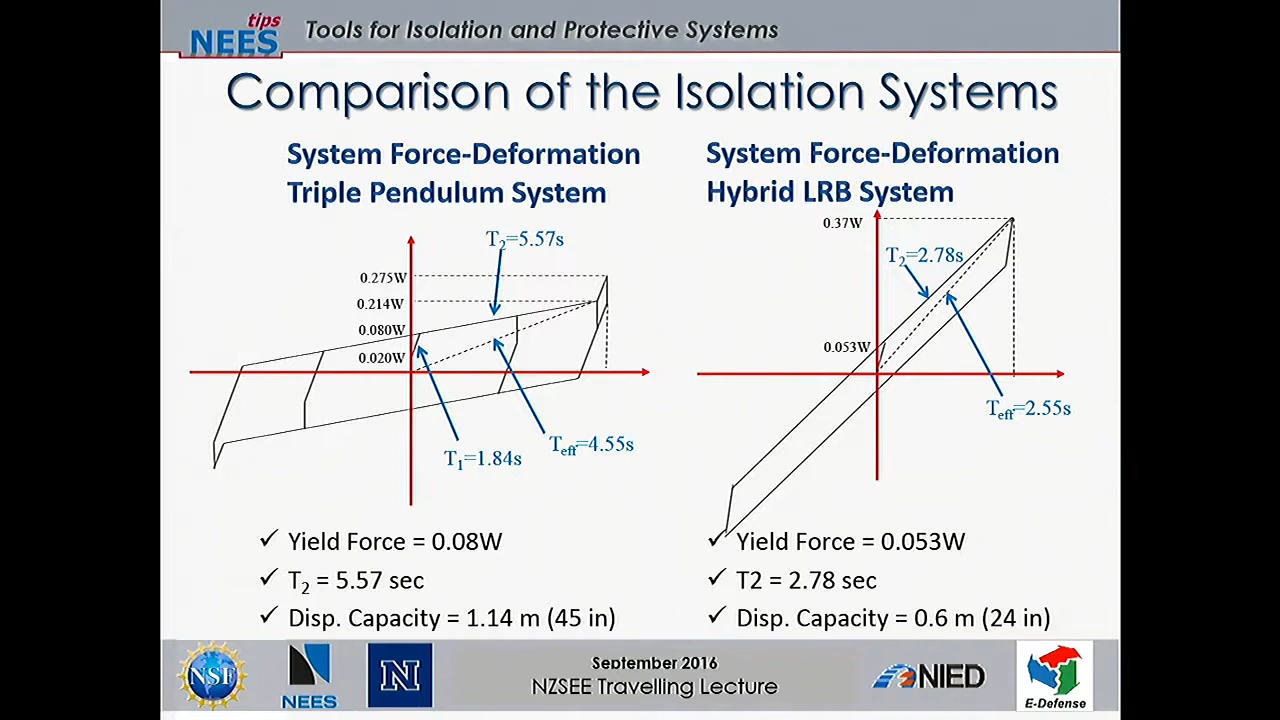 tips
NEES
Tools for Isolation and Protective Systems
Comparison of the Isolation Systems
System Force-Deformation
Triple Pendulum System
T2=5.57s
0.275W
0.214W
0.080W
0.020W
T1=1.84s
Teff=4.55s
✓ Yield Force = 0.08W
✓ T2 = 5.57 sec
✓ Disp. Capacity = 1.14 m (45 in)
System Force-Deformation
Hybrid LRB System
0.37W
T2=2.78s
0.053W
Teff=2.55s
✓ Yield Force = 0.053W
✓ T2 = 2.78 sec
✓ Disp. Capacity = 0.6 m (24 in)
NSF
NEES
N
September 2016
NZSEE Travelling Lecture
NIED
E-Defense